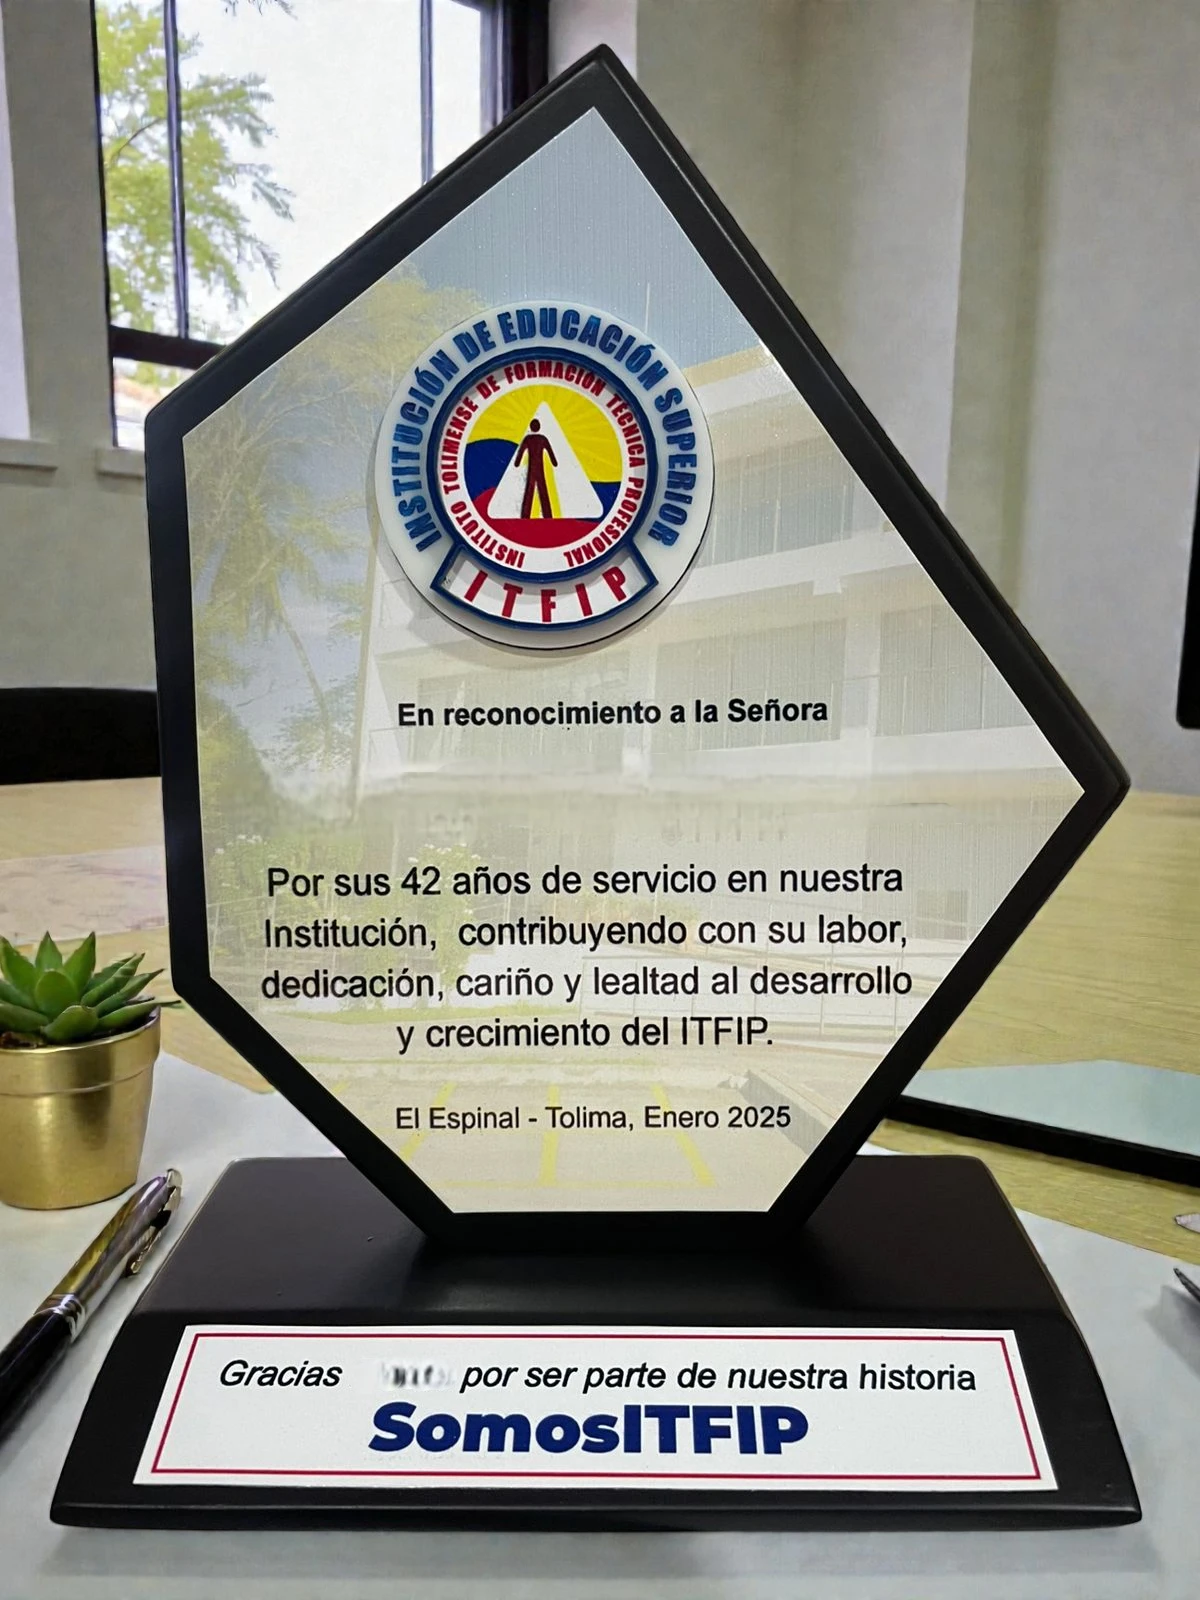 INSTITUCIÓN DE EDUCACIÓN SUPERIOR
INSTITUTO TOLIMENSE DE FORMACIÓN TÉCNICA PROFESIONAL
ITFIP
En reconocimiento a la Señora
Por sus 42 años de servicio en nuestra
Institución, contribuyendo con su labor,
dedicación, cariño y lealtad al desarrollo
y crecimiento del ITFIP.
El Espinal - Tolima, Enero 2025
Gracias por ser parte de nuestra historia
SomosITFIP